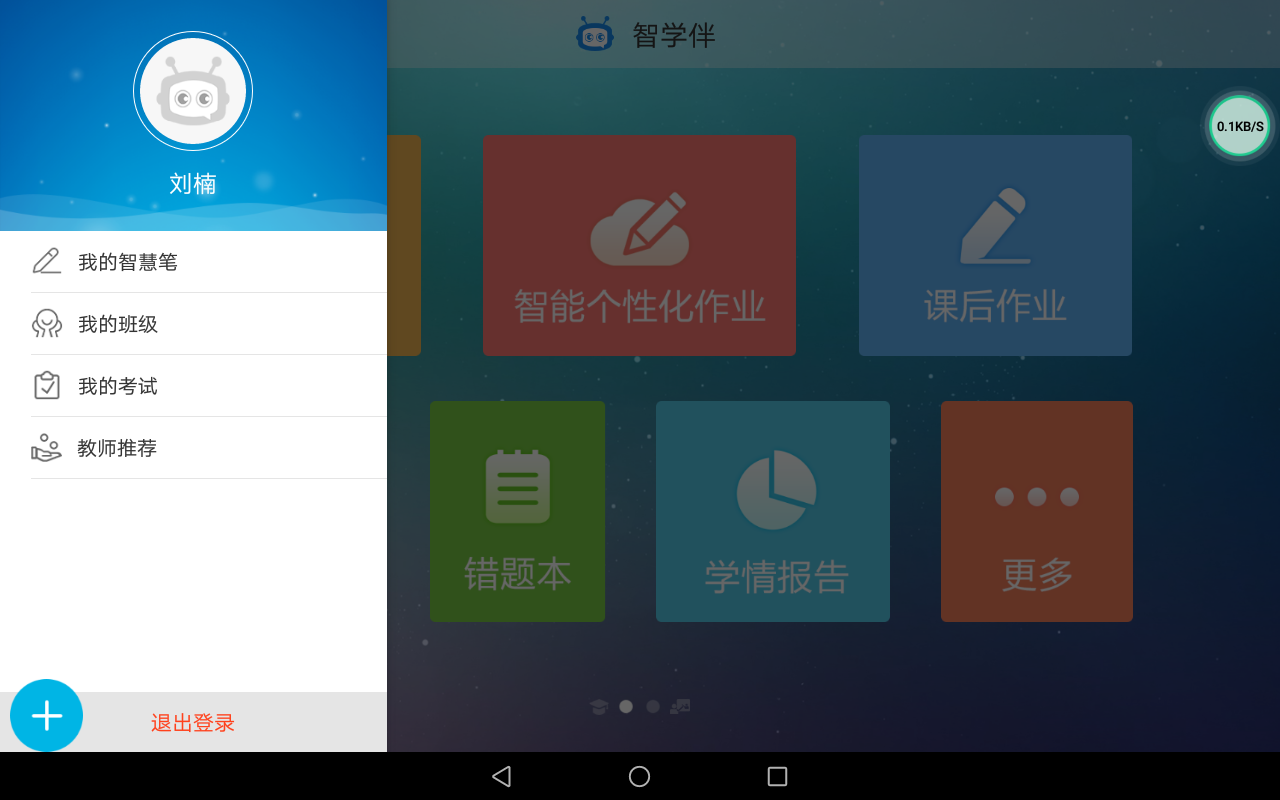 智学伴
0.1KB/S
刘楠
我的智慧笔
我的班级
我的考试
教师推荐
退出登录
智能个性化作业
课后作业
错题本
学情报告
更多